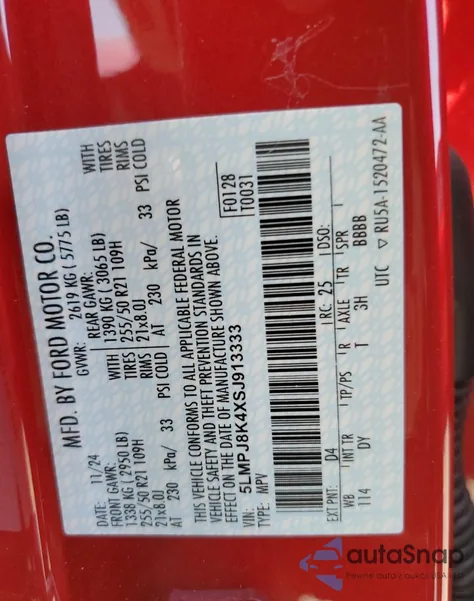 MFD. BY FORD MOTOR CO.
DATE: 11/24 GVWR: 2619 KG ( 5775 LB)
FRONT GAWR: REAR GAWR:
1338 KG ( 2950 LB) WITH 1390 KG ( 3065 LB) WITH
255/50 R21 109H TIRES 255/50 R21 109H TIRES
21x8.0J RIMS 21x8.0J RIMS
AT 230 kPa/ 33 PSI COLD AT 230 kPa/ 33 PSI COLD
THIS VEHICLE CONFORMS TO ALL APPLICABLE FEDERAL MOTOR
VEHICLE SAFETY AND THEFT PREVENTION STANDARDS IN
EFFECT ON THE DATE OF MANUFACTURE SHOWN ABOVE.
5LMPJ8K4XSJ913333 F0128
TYPE: MPV T0031
EXT PNT: D4 RC: 25 DSO:
WB INT TR TP/PS R AXLE TR SPR
114 DY T 3H BBBB
UTC ▽ RU5A-1520472-AA
autoSnap